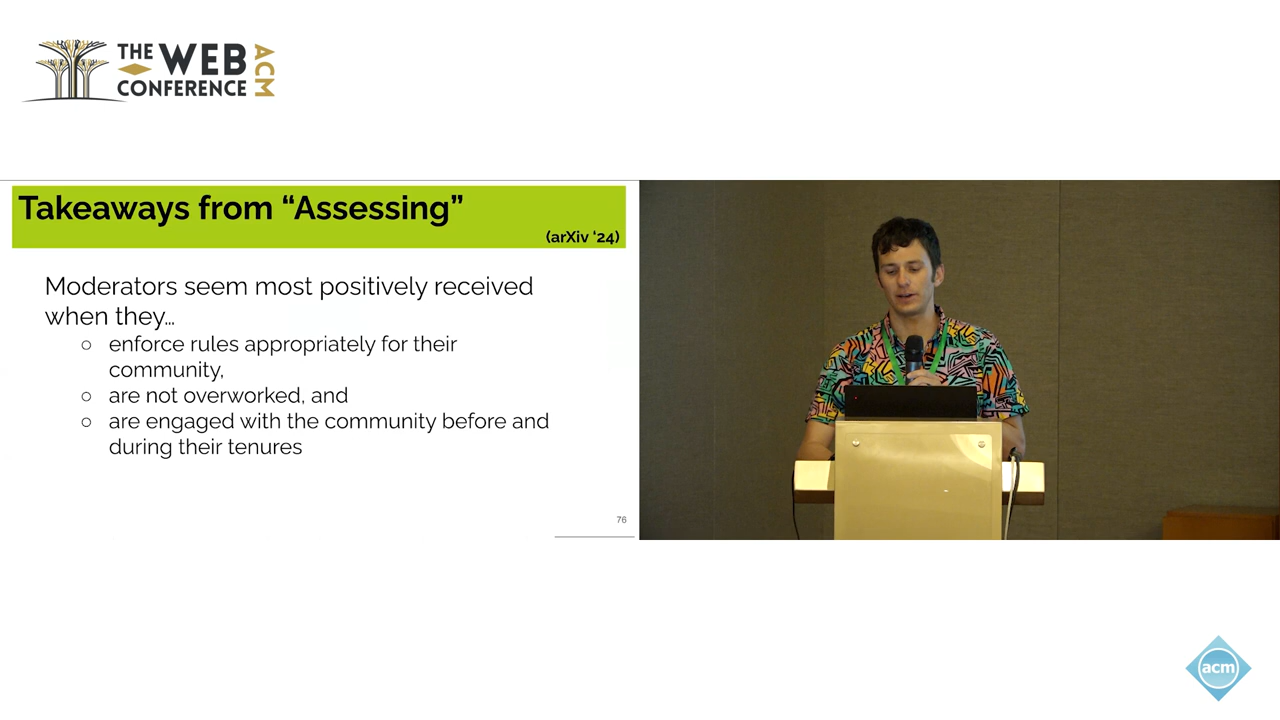 THE WEB
CONFERENCE
ACM
Takeaways from “Assessing”
(arXiv ‘24)
Moderators seem most positively received
when they…
○ enforce rules appropriately for their
community,
○ are not overworked, and
○ are engaged with the community before and
during their tenures
76
acm